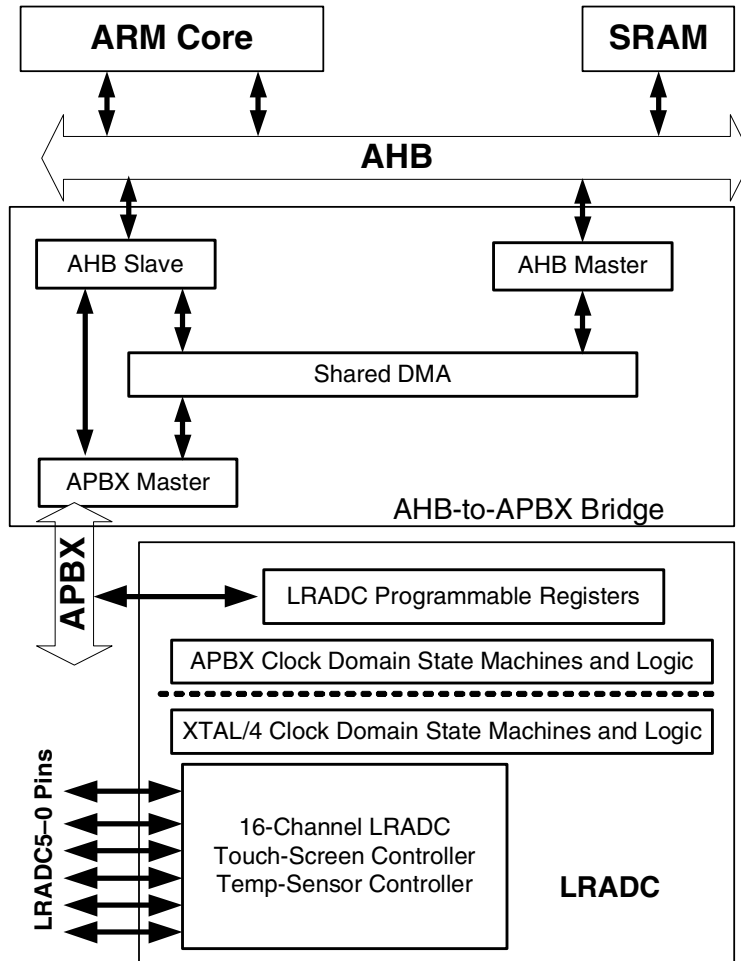 ARM Core
SRAM
AHB
AHB Slave
AHB Master
Shared DMA
APBX Master
AHB-to-APBX Bridge
APBX
LRADC Programmable Registers
APBX Clock Domain State Machines and Logic
XTAL/4 Clock Domain State Machines and Logic
LRADC5–0 Pins
16-Channel LRADC
Touch-Screen Controller
Temp-Sensor Controller
LRADC